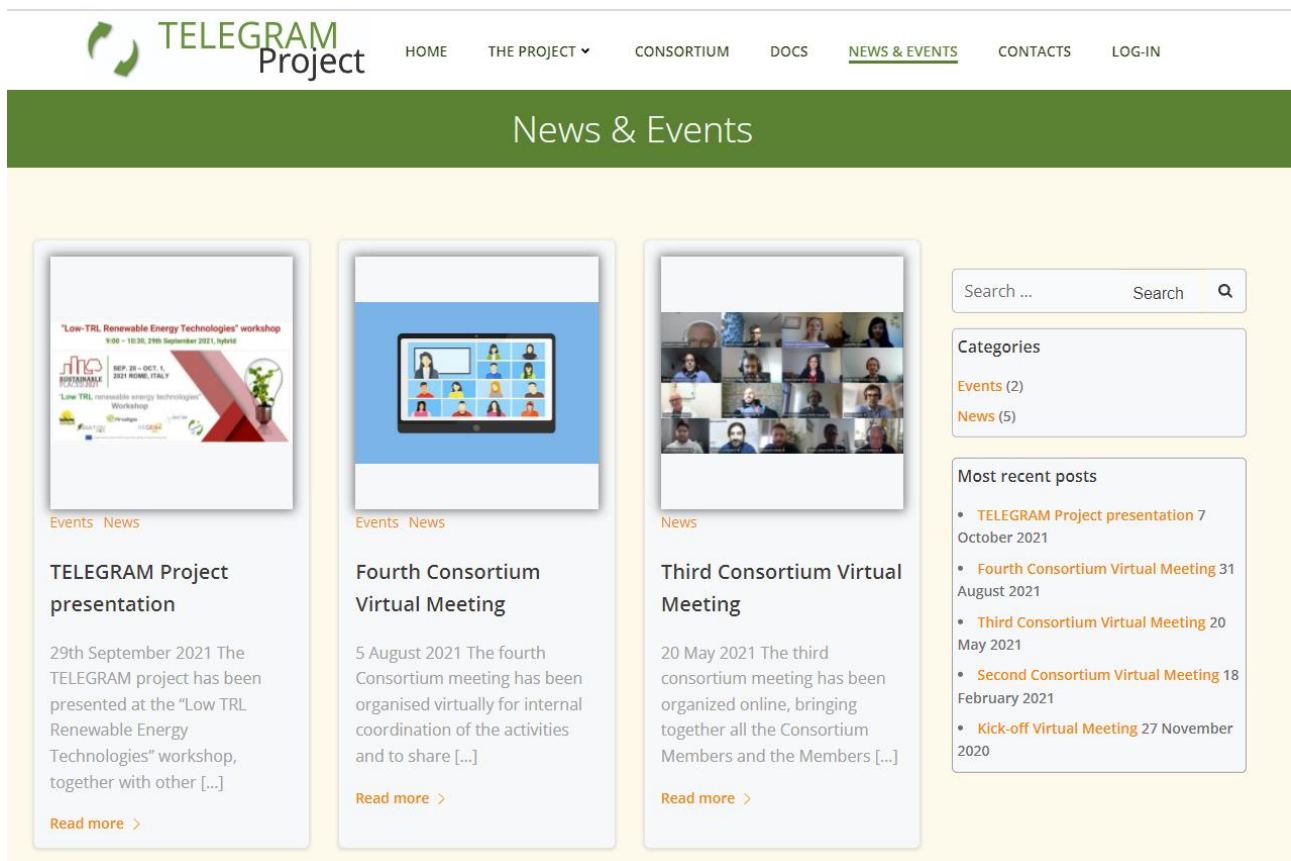 TELEGRAM
Project
HOME
THE PROJECT
CONSORTIUM
DOCS
NEWS & EVENTS
CONTACTS
LOG-IN
News & Events
"Low-TRL Renewable Energy Technologies" workshop
9:00 – 10:30, 29th September 2021, hybrid
SUSTAINABLE
PLACES 2021
SEP. 28 – OCT. 1,
2021 ROME, ITALY
"Low TRL renewable energy technologies"
Workshop
Events News
TELEGRAM Project
presentation
29th September 2021 The
TELEGRAM project has been
presented at the “Low TRL
Renewable Energy
Technologies” workshop,
together with other [...]
Read more
Events News
Fourth Consortium
Virtual Meeting
5 August 2021 The fourth
Consortium meeting has been
organised virtually for internal
coordination of the activities
and to share [...]
Read more
News
Third Consortium Virtual
Meeting
20 May 2021 The third
consortium meeting has been
organized online, bringing
together all the Consortium
Members and the Members [...]
Read more
Search ...
Search
Categories
Events (2)
News (5)
Most recent posts
• TELEGRAM Project presentation 7
October 2021
• Fourth Consortium Virtual Meeting 31
August 2021
• Third Consortium Virtual Meeting 20
May 2021
• Second Consortium Virtual Meeting 18
February 2021
• Kick-off Virtual Meeting 27 November
2020